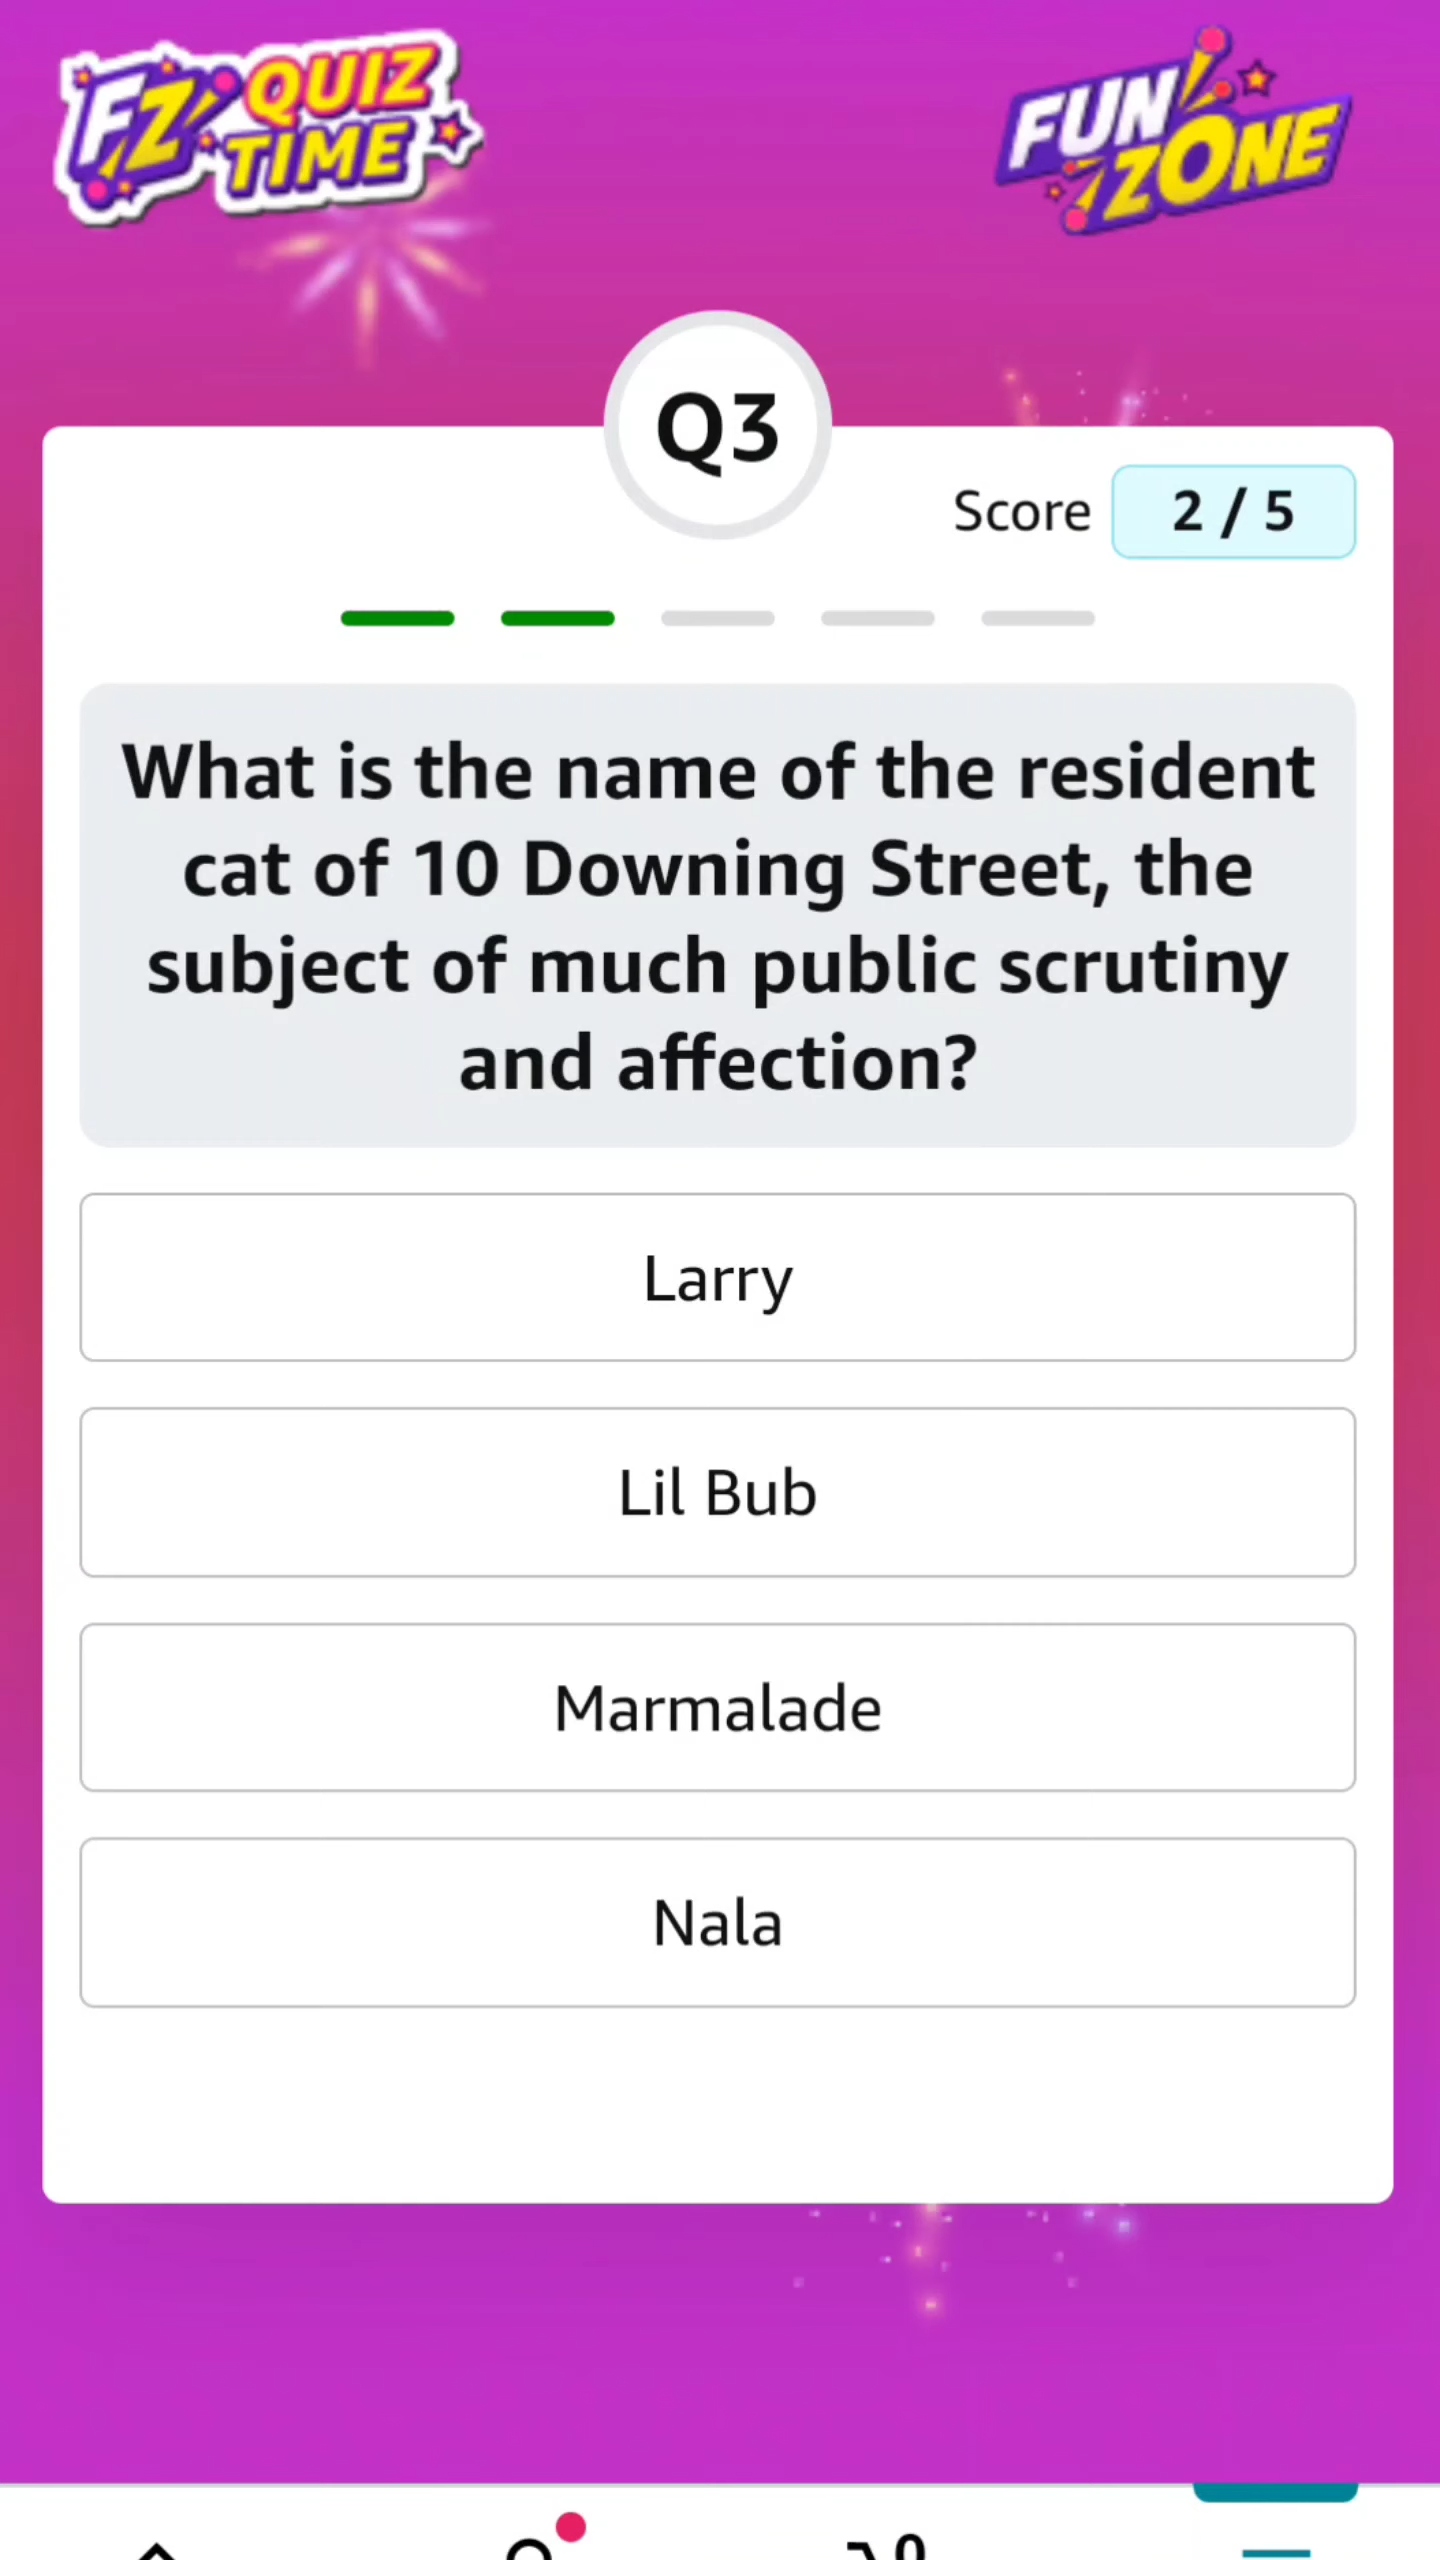 FZ QUIZ
TIME
FUN
ZONE
Q3
Score 2 / 5
What is the name of the resident
cat of 10 Downing Street, the
subject of much public scrutiny
and affection?
Larry
Lil Bub
Marmalade
Nala
0